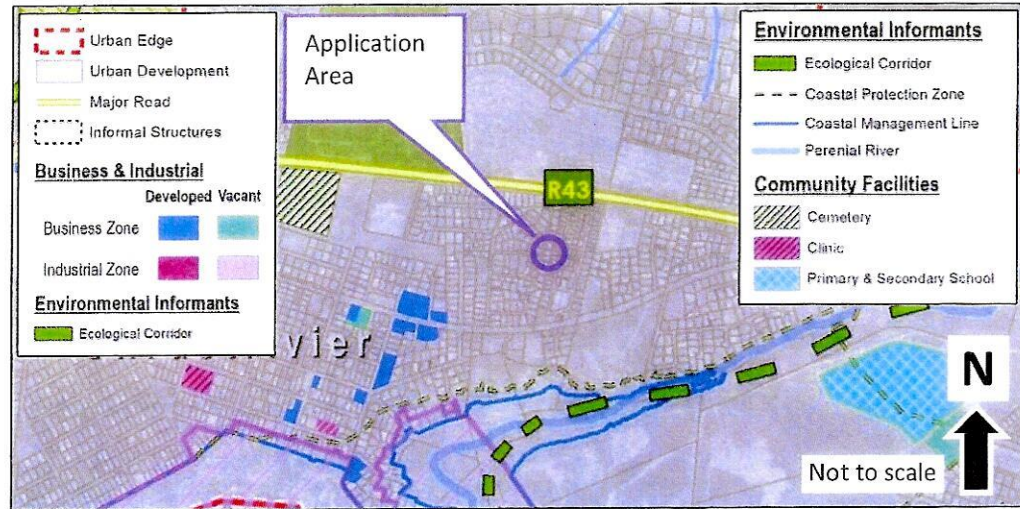 Urban Edge
Urban Development
Major Road
Informal Structures
Business & Industrial
Developed Vacant
Business Zone
Industrial Zone
Environmental Informants
Ecological Corridor
Application
Area
R43
vier
Environmental Informants
Ecological Corridor
Coastal Protection Zone
Coastal Management Line
Perenial River
Community Facilities
Cemetery
Clinic
Primary & Secondary School
N
Not to scale